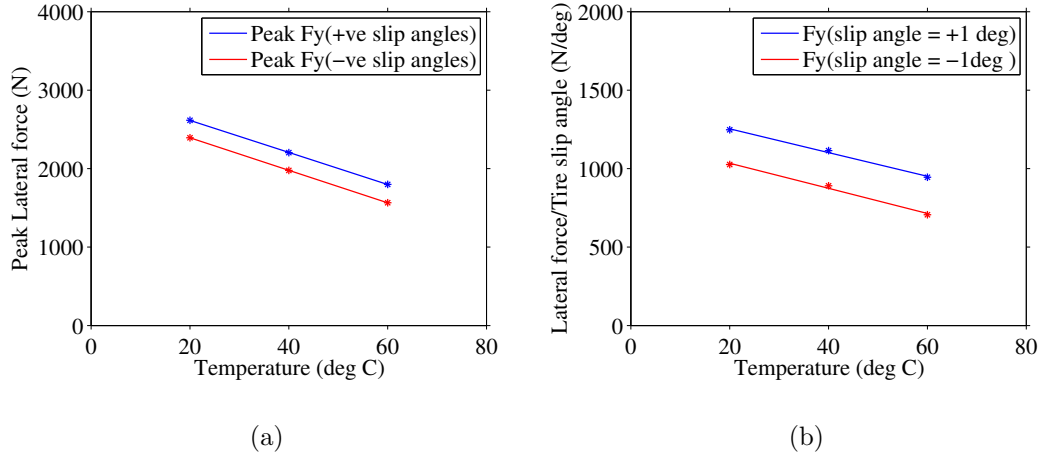 Peak Fy(+ve slip angles)
Peak Fy(−ve slip angles)
4000
3000
2000
1000
0
0
20
40
60
80
Peak Lateral force (N)
Temperature (deg C)
(a)
Fy(slip angle = +1 deg)
Fy(slip angle = −1deg )
2000
1500
1000
500
0
0
20
40
60
80
Lateral force/Tire slip angle (N/deg)
Temperature (deg C)
(b)